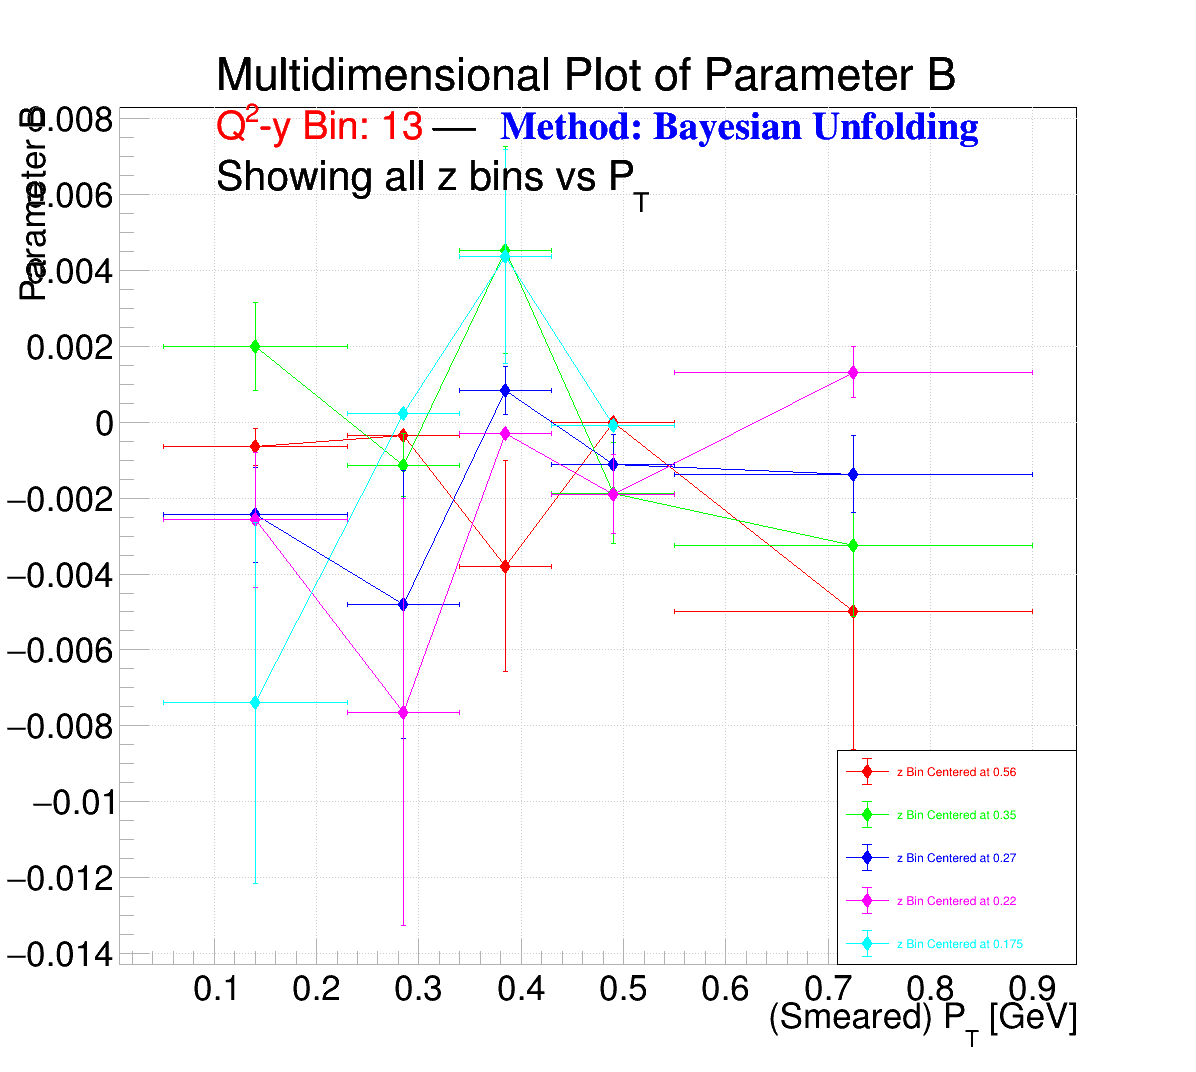 Multidimensional Plot of Parameter B
Q²-y Bin: 13 — Method: Bayesian Unfolding
Showing all z bins vs P_T
Parameter B
0.008
0.006
0.004
0.002
0
−0.002
−0.004
−0.006
−0.008
−0.01
−0.012
−0.014
z Bin Centered at 0.56
z Bin Centered at 0.35
z Bin Centered at 0.27
z Bin Centered at 0.22
z Bin Centered at 0.175
0.1 0.2 0.3 0.4 0.5 0.6 0.7 0.8 0.9
(Smeared) P_T [GeV]